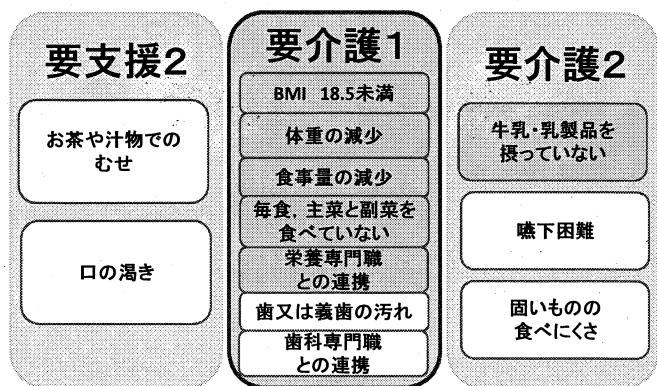 要支援2
お茶や汁物での
むせ
口の渇き
要介護1
BMI 18.5未満
体重の減少
食事量の減少
毎食，主菜と副菜を
食べていない
栄養専門職
との連携
歯又は義歯の汚れ
歯科専門職
との連携
要介護2
牛乳・乳製品を
摂っていない
嚥下困難
固いものの
食べにくさ